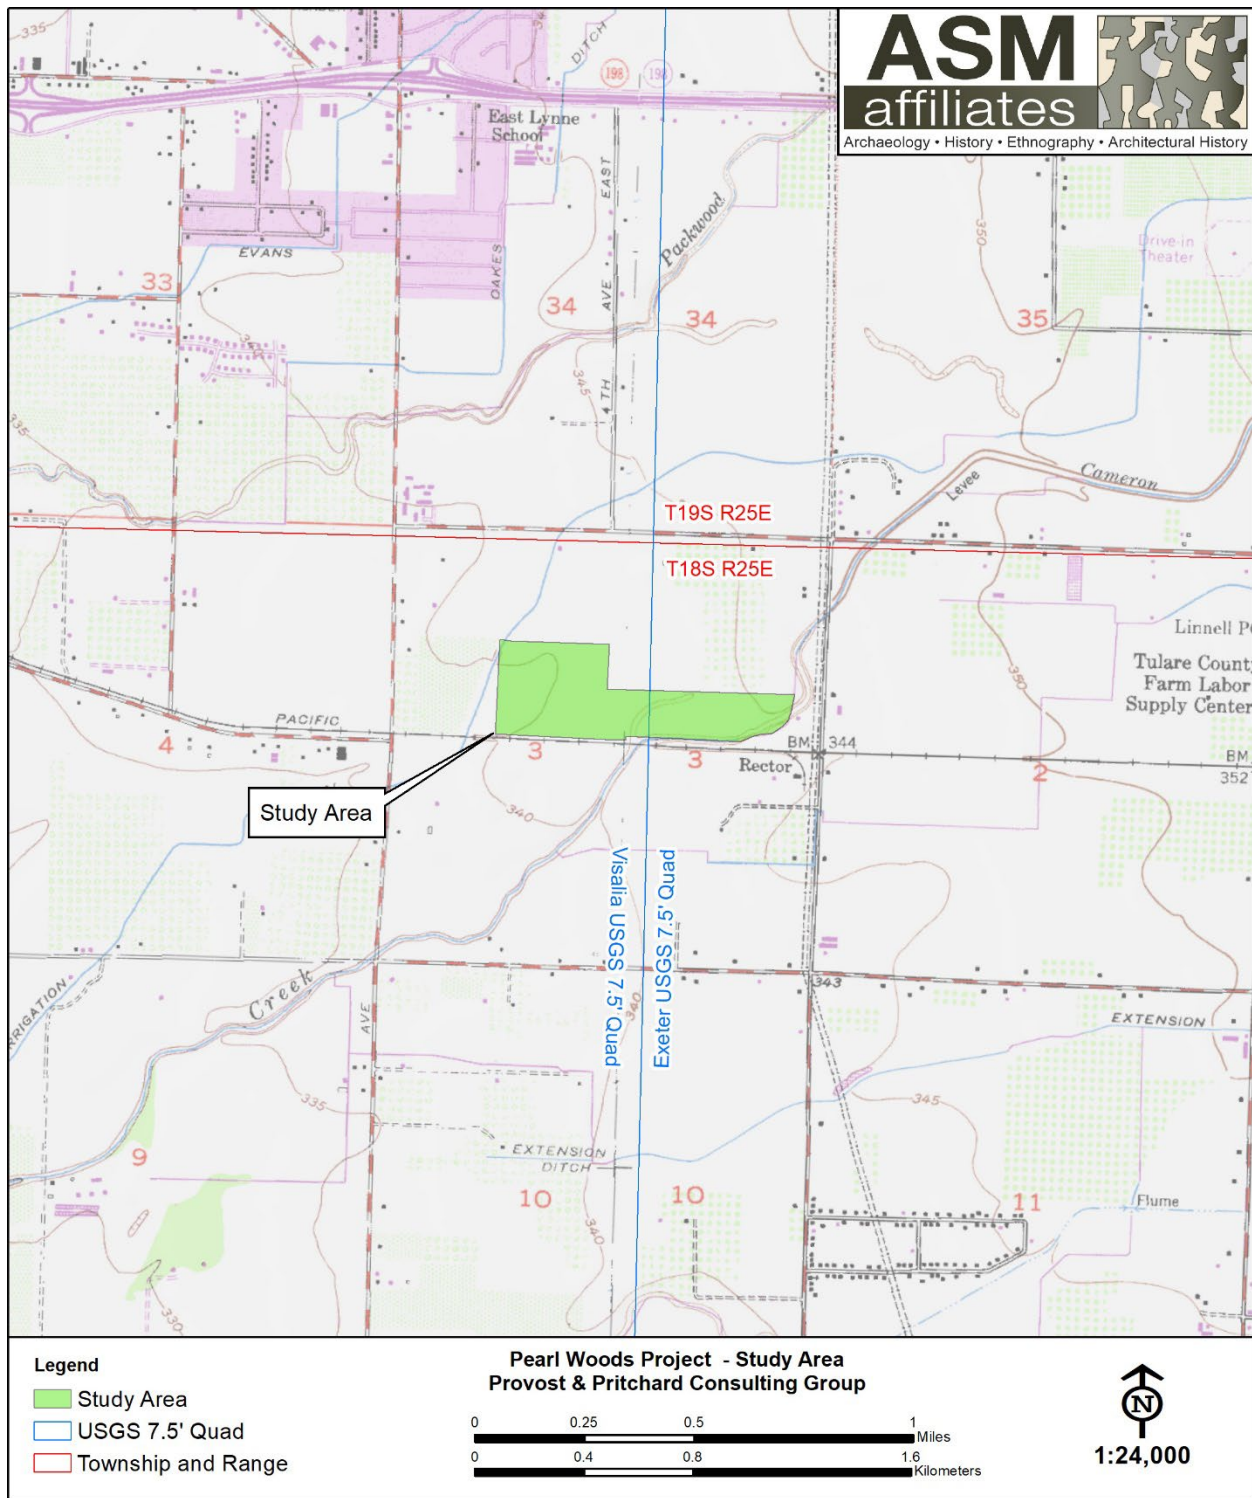 335
DITCH
198
198
ASM
affiliates
Archaeology • History • Ethnography • Architectural History
East Lynne
School
4 TH AVE EAST
Packwood
350
Drive-in
Theater
EVANS
OAKES
33
34
34
35
340
345
335
Cameron
Levee
T19S R25E
T18S R25E
Linnell
Tulare County
Farm Labor
Supply Center
350
PACIFIC
4
3
3
BM 344
2
BM
352
Rector
Study Area
340
Visalia USGS 7.5' Quad
Exeter USGS 7.5' Quad
Creek
343
340
IRRIGATION
AVE
EXTENSION
335
345
EXTENSION
DITCH
9
10
10
11
Flume
340
330
Legend
Study Area
USGS 7.5' Quad
Township and Range
Pearl Woods Project - Study Area
Provost & Pritchard Consulting Group
0 0.25 0.5 1
Miles
0 0.4 0.8 1.6
Kilometers
N
1:24,000